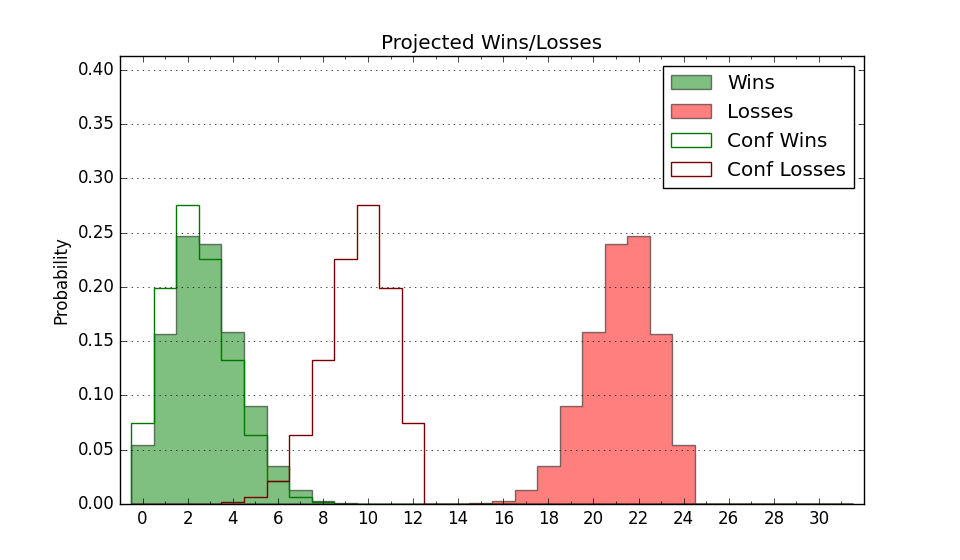 Projected Wins/Losses
0.40
0.35
0.30
0.25
0.20
0.15
0.10
0.05
0.00
Probability
Wins
Losses
Conf Wins
Conf Losses
0 2 4 6 8 10 12 14 16 18 20 22 24 26 28 30